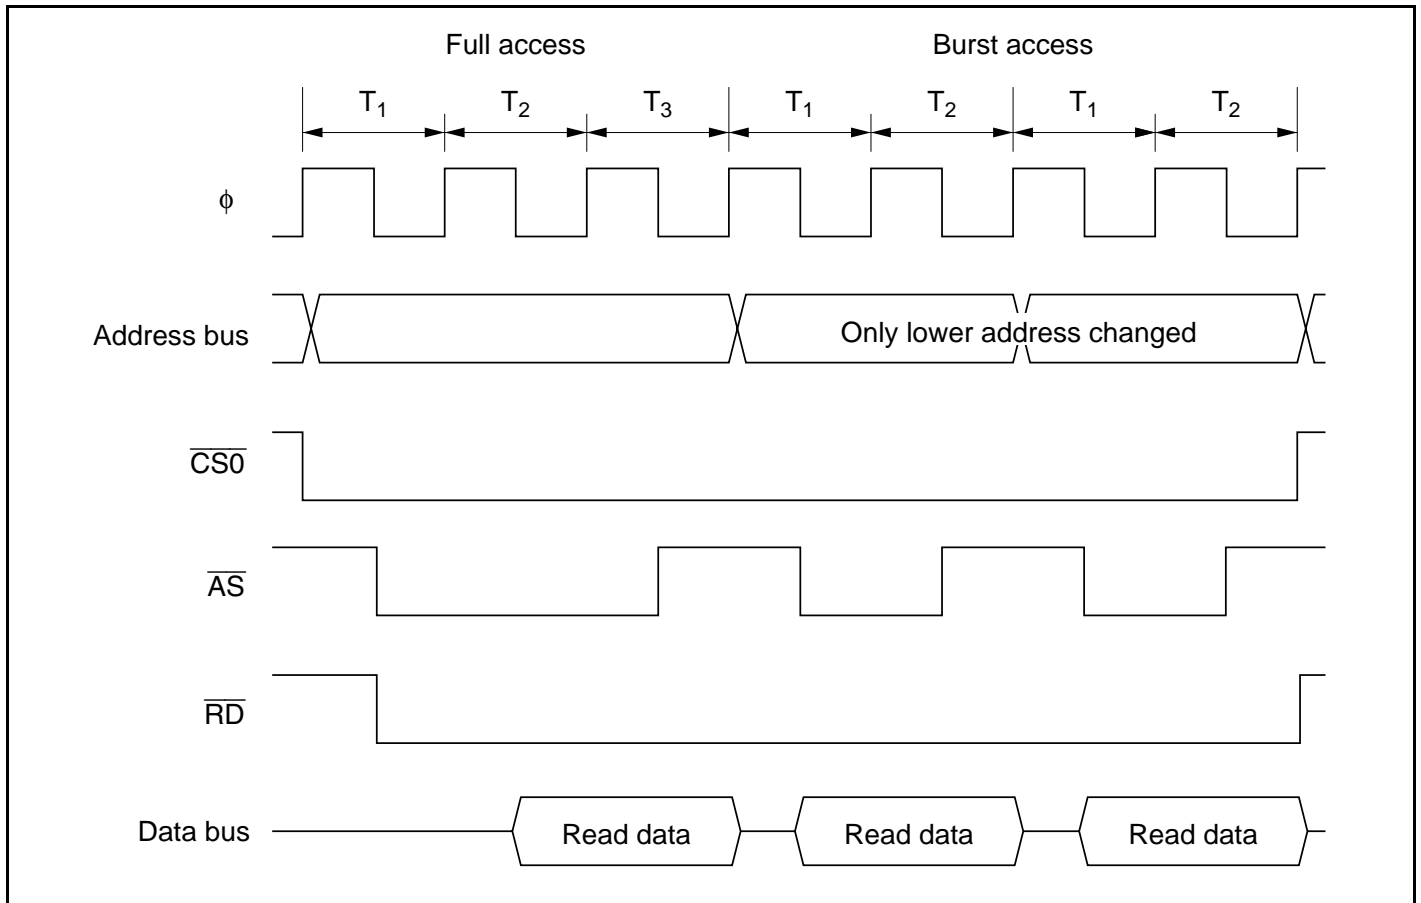 Full access Burst access
T1 T2 T3 T1 T2 T1 T2
ϕ
Address bus Only lower address changed
CS0
AS
RD
Data bus Read data Read data Read data